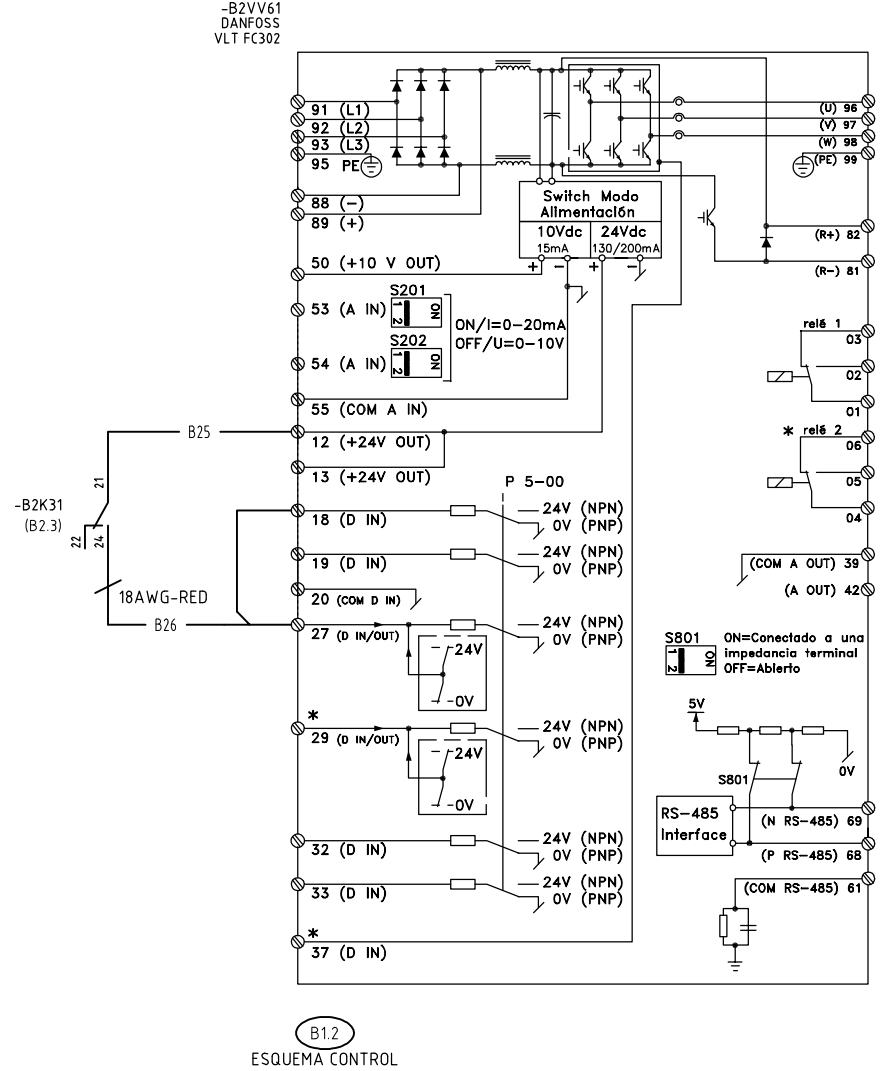 -B2VV61
DANFOSS
VLT FC302
91 (L1)
92 (L2)
93 (L3)
95 PE
88 (-)
89 (+)
50 (+10 V OUT)
53 (A IN)
S201
1 2 ON
ON/I=0-20mA
OFF/U=0-10V
S202
1 2 ON
54 (A IN)
55 (COM A IN)
12 (+24V OUT)
13 (+24V OUT)
Switch Modo
Alimentación
10Vdc
15mA
24Vdc
130/200mA
+ - + -
(U) 96
(V) 97
(W) 98
(PE) 99
(R+) 82
(R-) 81
relé 1
03
02
01
* relé 2
06
05
04
B25
21
-B2K31
(B2.3)
22
24
18AWG-RED
B26
P 5-00
18 (D IN)
24V (NPN)
0V (PNP)
19 (D IN)
24V (NPN)
0V (PNP)
20 (COM D IN)
27 (D IN/OUT)
24V (NPN)
0V (PNP)
24V
0V
*
29 (D IN/OUT)
24V (NPN)
0V (PNP)
24V
0V
32 (D IN)
24V (NPN)
0V (PNP)
33 (D IN)
24V (NPN)
0V (PNP)
*
37 (D IN)
(COM A OUT) 39
(A OUT) 42
S801
1 2 ON
ON=Conectado a una
impedancia terminal
OFF=Abierto
5V
0V
S801
RS-485
Interface
(N RS-485) 69
(P RS-485) 68
(COM RS-485) 61
B1.2
ESQUEMA CONTROL